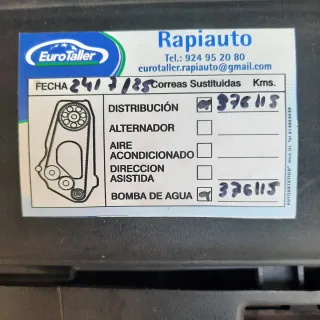 EuroTaller
Rapiauto
Tel.: 924 95 20 80
eurotaller.rapiauto@gmail.com
FECHA 24/7/25 Correas Sustituidas Kms.
DISTRIBUCIÓN 376115
ALTERNADOR
AIRE
ACONDICIONADO
DIRECCION
ASISTIDA
BOMBA DE AGUA 376115